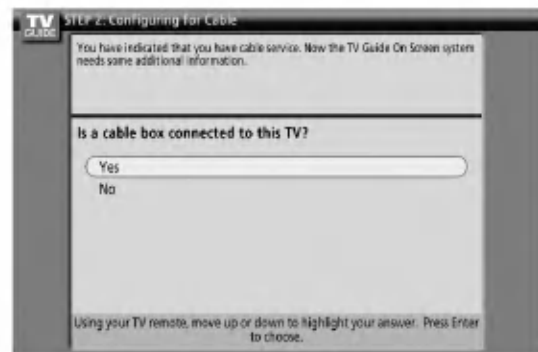 TV
GUIDE
STEP 2: Configuring for Cable
You have indicated that you have cable service. Now the TV Guide On Screen system
needs some additional information.
Is a cable box connected to this TV?
Yes
No
Using your TV remote, move up or down to highlight your answer. Press Enter
to choose.